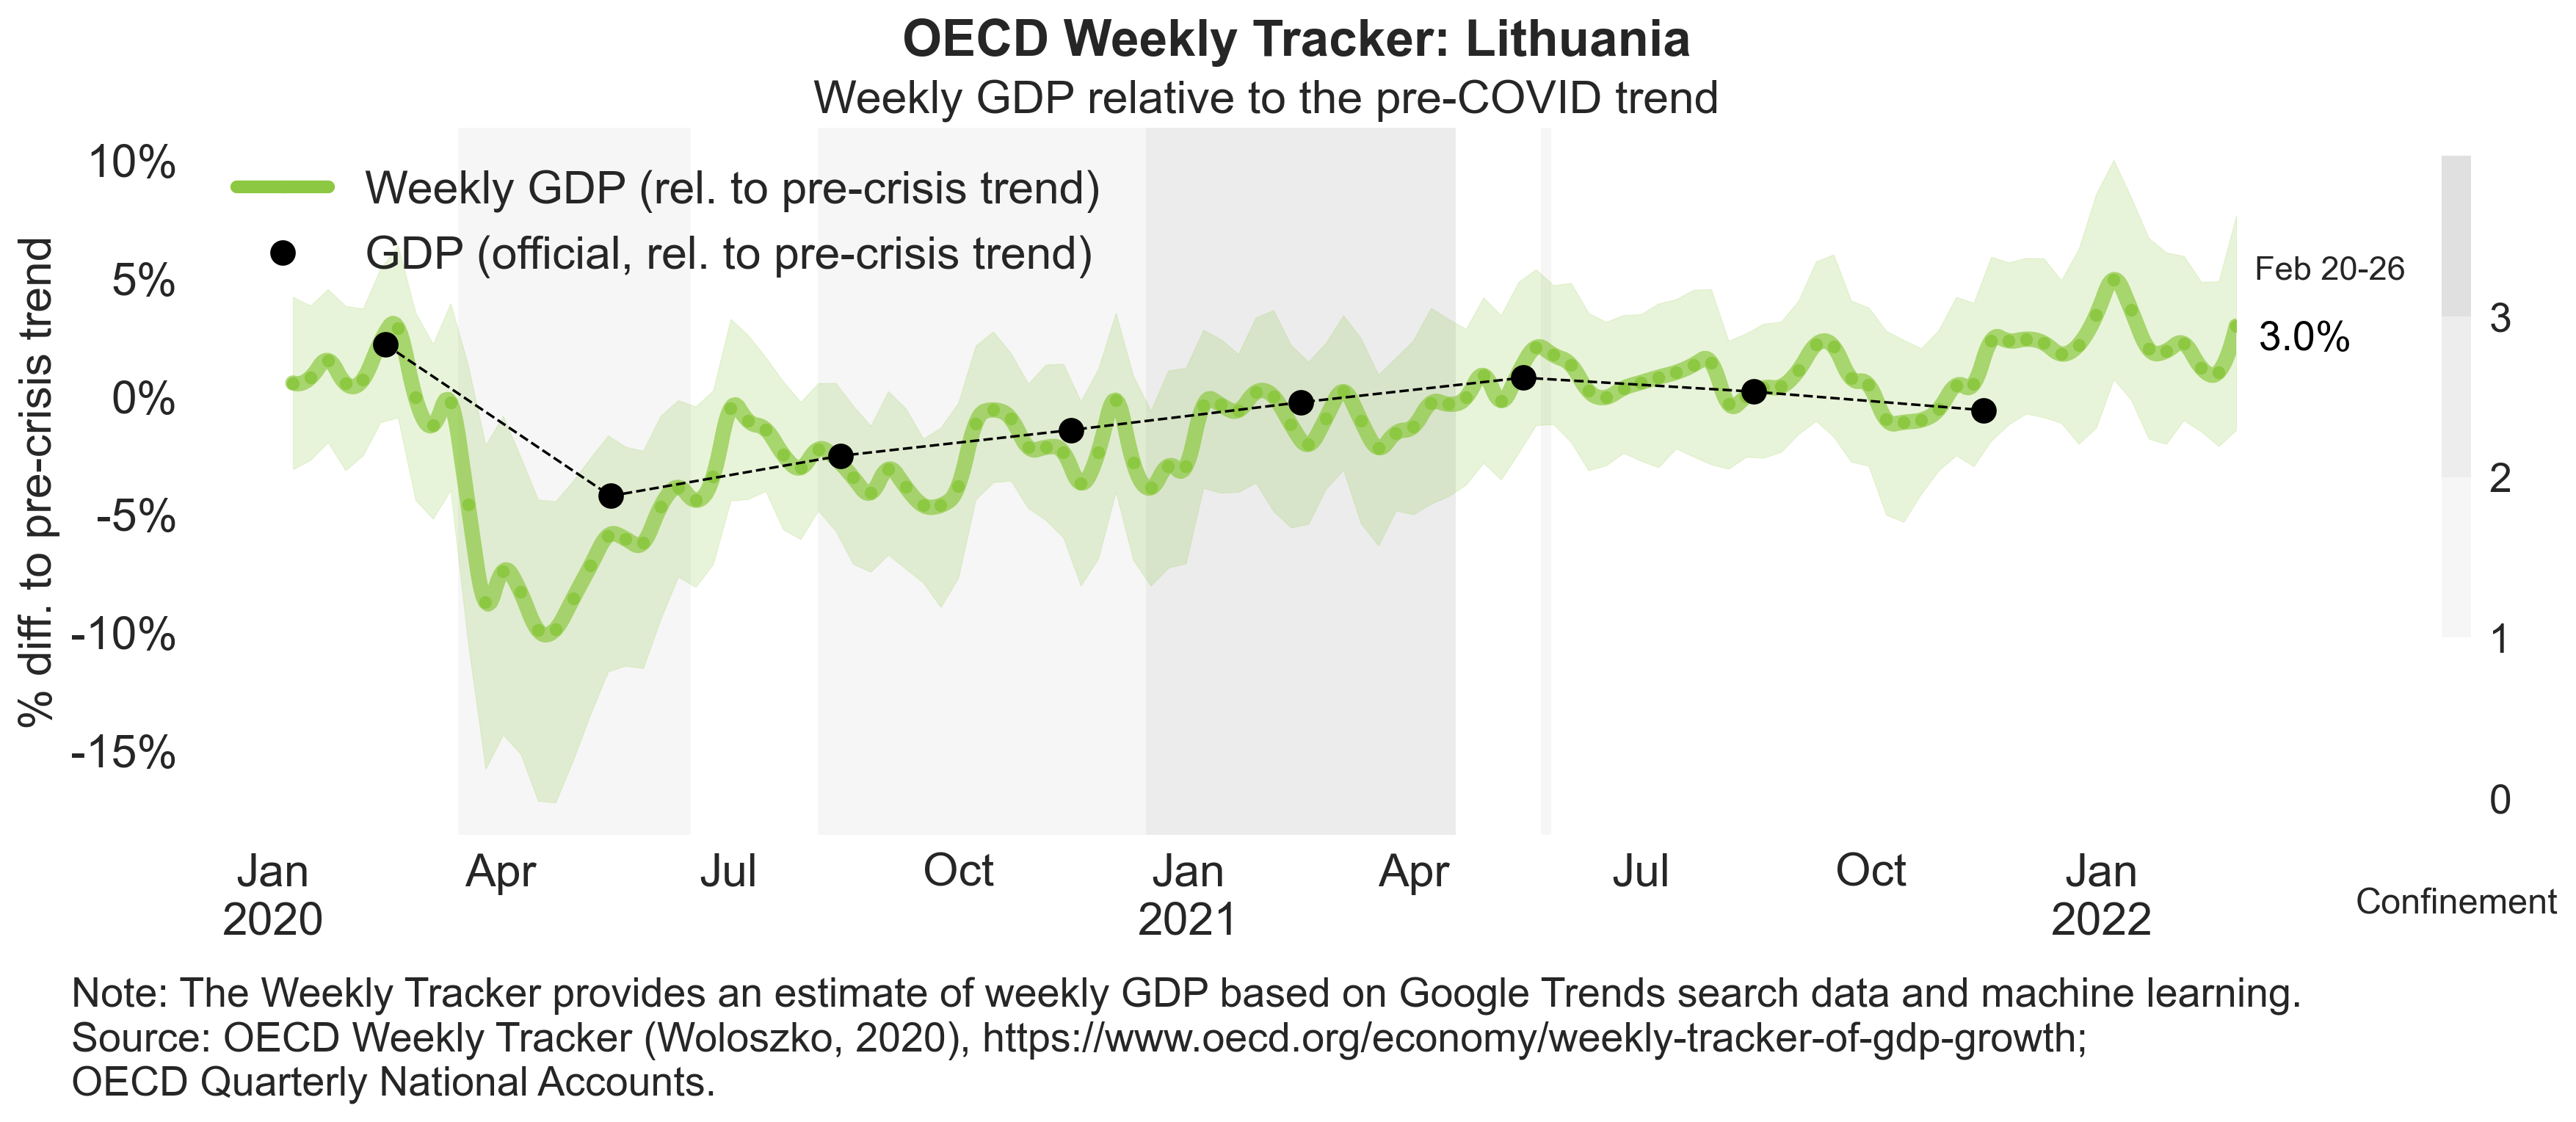 OECD Weekly Tracker: Lithuania
Weekly GDP relative to the pre-COVID trend
% diff. to pre-crisis trend
10%
5%
0%
-5%
-10%
-15%
Weekly GDP (rel. to pre-crisis trend)
GDP (official, rel. to pre-crisis trend)
Feb 20-26
3.0%
3
2
1
0
Confinement
Jan Apr Jul Oct Jan Apr Jul Oct Jan
2020 2021 2022
Note: The Weekly Tracker provides an estimate of weekly GDP based on Google Trends search data and machine learning.
Source: OECD Weekly Tracker (Woloszko, 2020), https://www.oecd.org/economy/weekly-tracker-of-gdp-growth;
OECD Quarterly National Accounts.